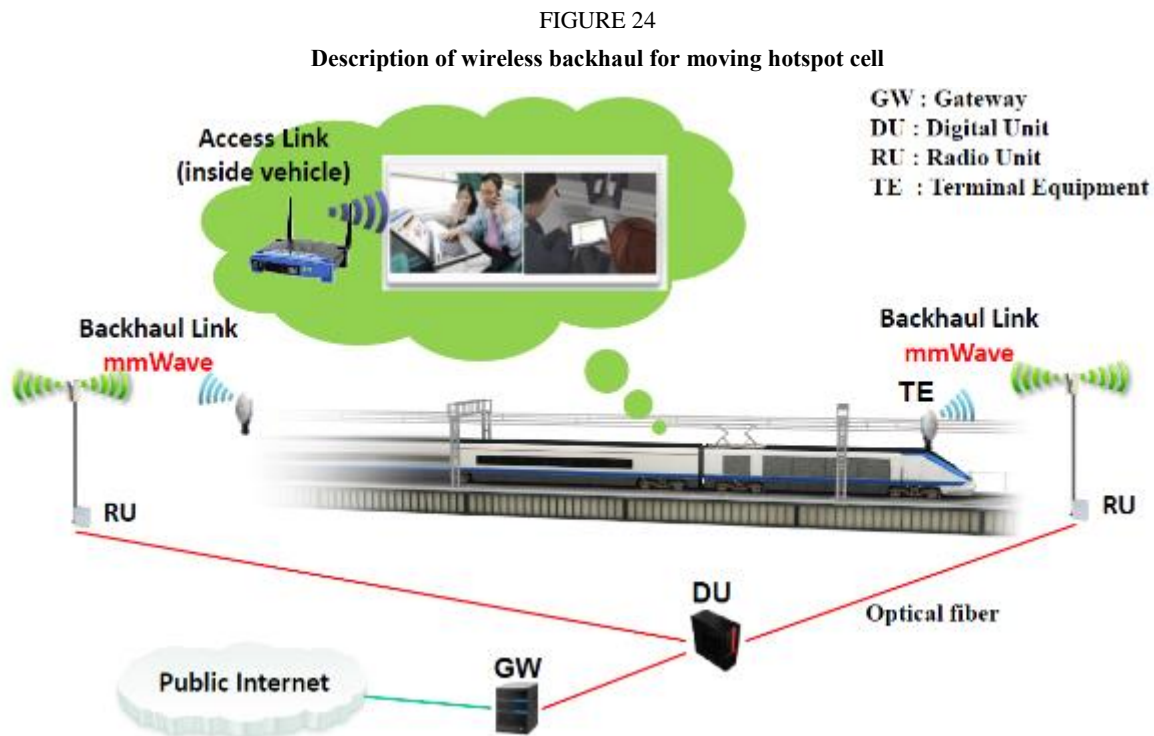 FIGURE 24
Description of wireless backhaul for moving hotspot cell
GW : Gateway
DU : Digital Unit
RU : Radio Unit
TE : Terminal Equipment
Access Link
(inside vehicle)
Backhaul Link
mmWave
Backhaul Link
mmWave
TE
RU
RU
DU
Optical fiber
GW
Public Internet